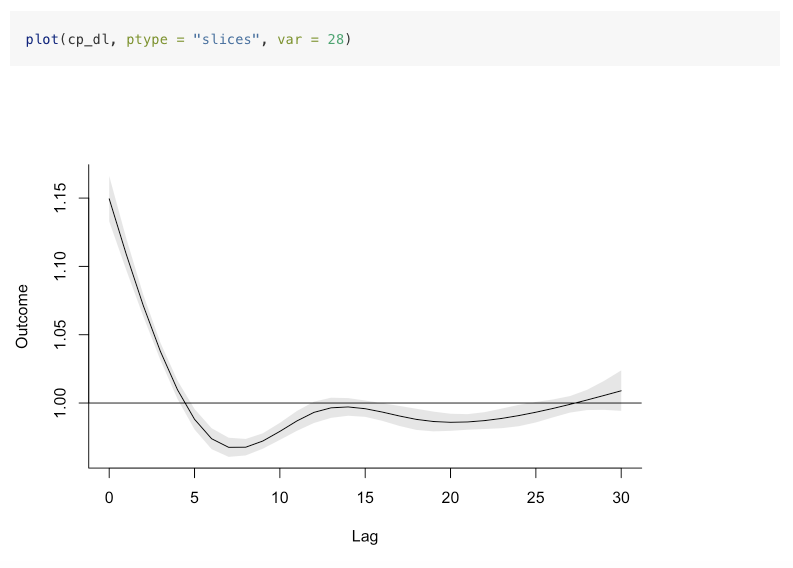 plot(cp_dl, ptype = "slices", var = 28)
1.15
1.10
1.05
1.00
Outcome
0 5 10 15 20 25 30
Lag